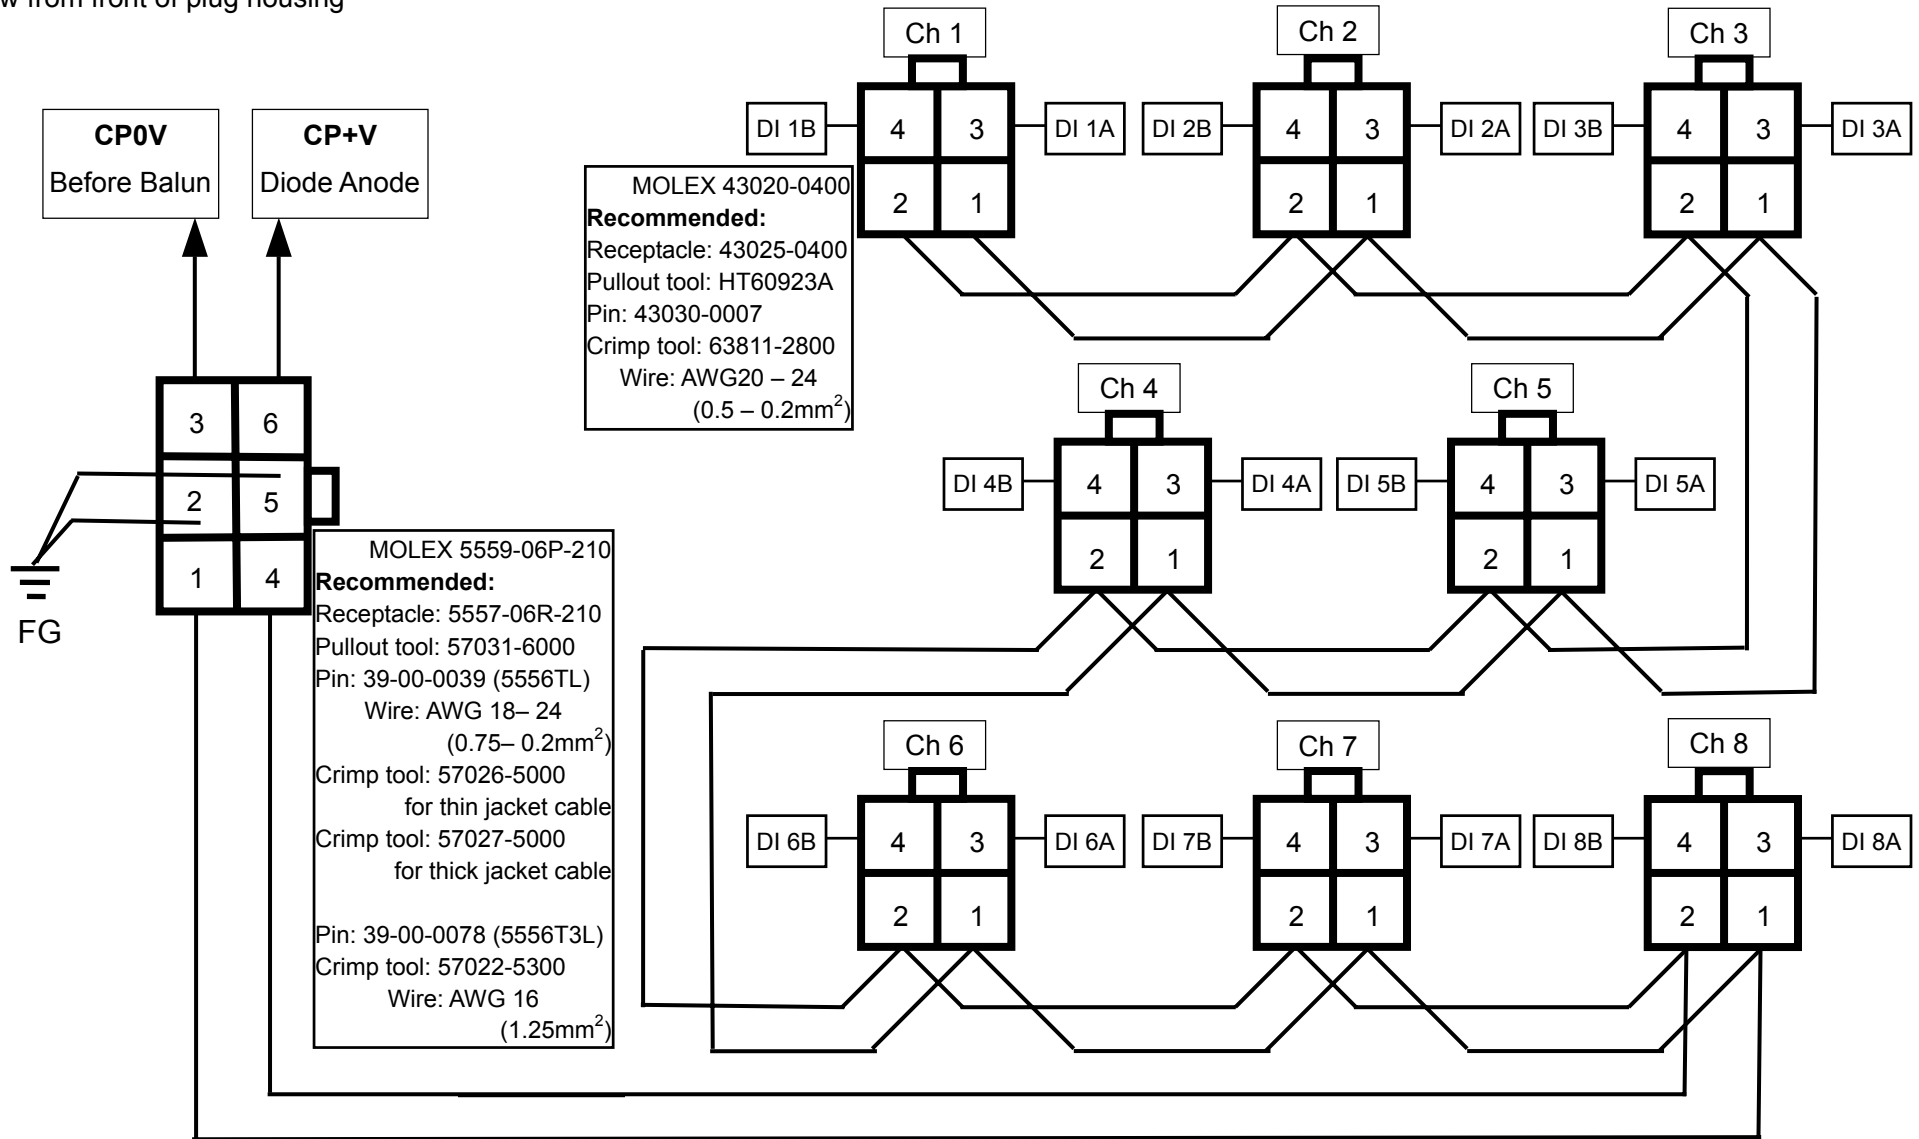 w from front of plug housing
Ch 1
Ch 2
Ch 3
DI 1B
4
3
DI 1A
DI 2B
4
3
DI 2A
DI 3B
4
3
DI 3A
2
1
2
1
2
1
CP0V
Before Balun
CP+V
Diode Anode
MOLEX 43020-0400
Recommended:
Receptacle: 43025-0400
Pullout tool: HT60923A
Pin: 43030-0007
Crimp tool: 63811-2800
Wire: AWG20 – 24
(0.5 – 0.2mm²)
Ch 4
Ch 5
DI 4B
4
3
DI 4A
DI 5B
4
3
DI 5A
2
1
2
1
3
6
2
5
1
4
FG
MOLEX 5559-06P-210
Recommended:
Receptacle: 5557-06R-210
Pullout tool: 57031-6000
Pin: 39-00-0039 (5556TL)
Wire: AWG 18– 24
(0.75– 0.2mm²)
Crimp tool: 57026-5000
for thin jacket cable
Crimp tool: 57027-5000
for thick jacket cable
Pin: 39-00-0078 (5556T3L)
Crimp tool: 57022-5300
Wire: AWG 16
(1.25mm²)
Ch 6
Ch 7
Ch 8
DI 6B
4
3
DI 6A
DI 7B
4
3
DI 7A
DI 8B
4
3
DI 8A
2
1
2
1
2
1